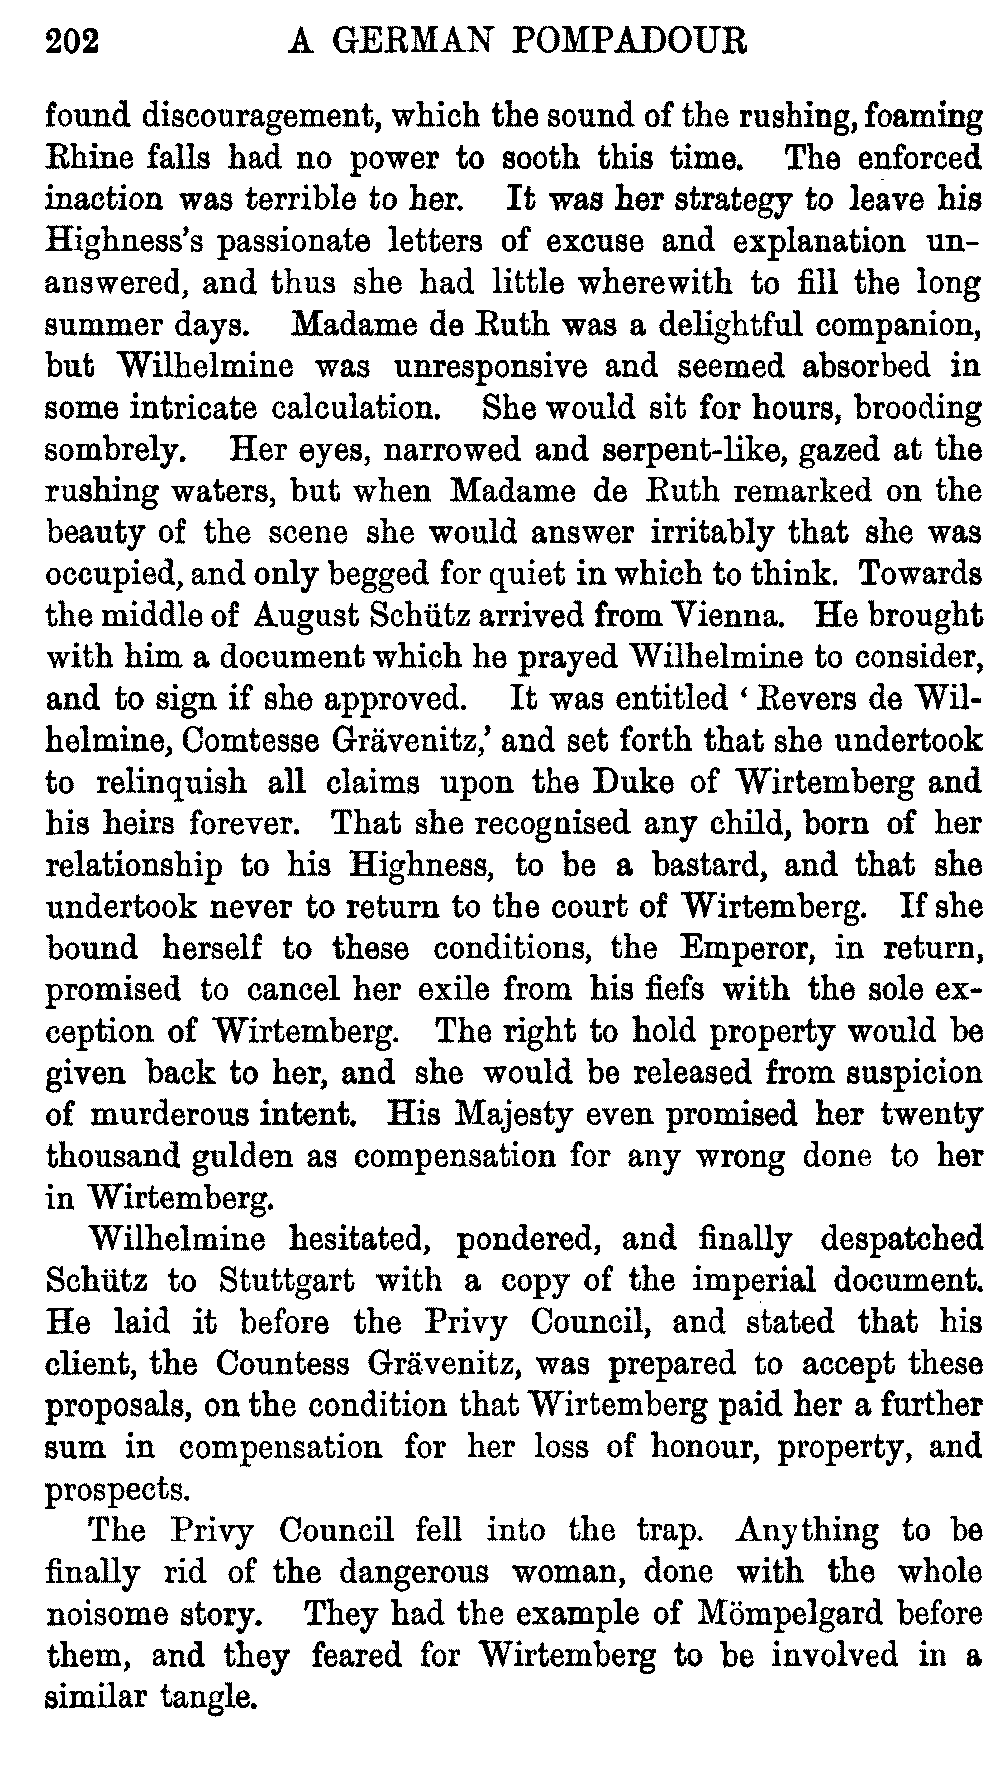 202 A GERMAN POMPADOUR
found discouragement, which the sound of the rushing, foaming
Rhine falls had no power to sooth this time. The enforced
inaction was terrible to her. It was her strategy to leave his
Highness's passionate letters of excuse and explanation un-
answered, and thus she had little wherewith to fill the long
summer days. Madame de Ruth was a delightful companion,
but Wilhelmine was unresponsive and seemed absorbed in
some intricate calculation. She would sit for hours, brooding
sombrely. Her eyes, narrowed and serpent-like, gazed at the
rushing waters, but when Madame de Ruth remarked on the
beauty of the scene she would answer irritably that she was
occupied, and only begged for quiet in which to think. Towards
the middle of August Schütz arrived from Vienna. He brought
with him a document which he prayed Wilhelmine to consider,
and to sign if she approved. It was entitled ‘Revers de Wil-
helmine, Comtesse Grävenitz,’ and set forth that she undertook
to relinquish all claims upon the Duke of Wirtemberg and
his heirs forever. That she recognised any child, born of her
relationship to his Highness, to be a bastard, and that she
undertook never to return to the court of Wirtemberg. If she
bound herself to these conditions, the Emperor, in return,
promised to cancel her exile from his fiefs with the sole ex-
ception of Wirtemberg. The right to hold property would be
given back to her, and she would be released from suspicion
of murderous intent. His Majesty even promised her twenty
thousand gulden as compensation for any wrong done to her
in Wirtemberg.
Wilhelmine hesitated, pondered, and finally despatched
Schütz to Stuttgart with a copy of the imperial document.
He laid it before the Privy Council, and stated that his
client, the Countess Grävenitz, was prepared to accept these
proposals, on the condition that Wirtemberg paid her a further
sum in compensation for her loss of honour, property, and
prospects.
The Privy Council fell into the trap. Anything to be
finally rid of the dangerous woman, done with the whole
noisome story. They had the example of Mömpelgard before
them, and they feared for Wirtemberg to be involved in a
similar tangle.